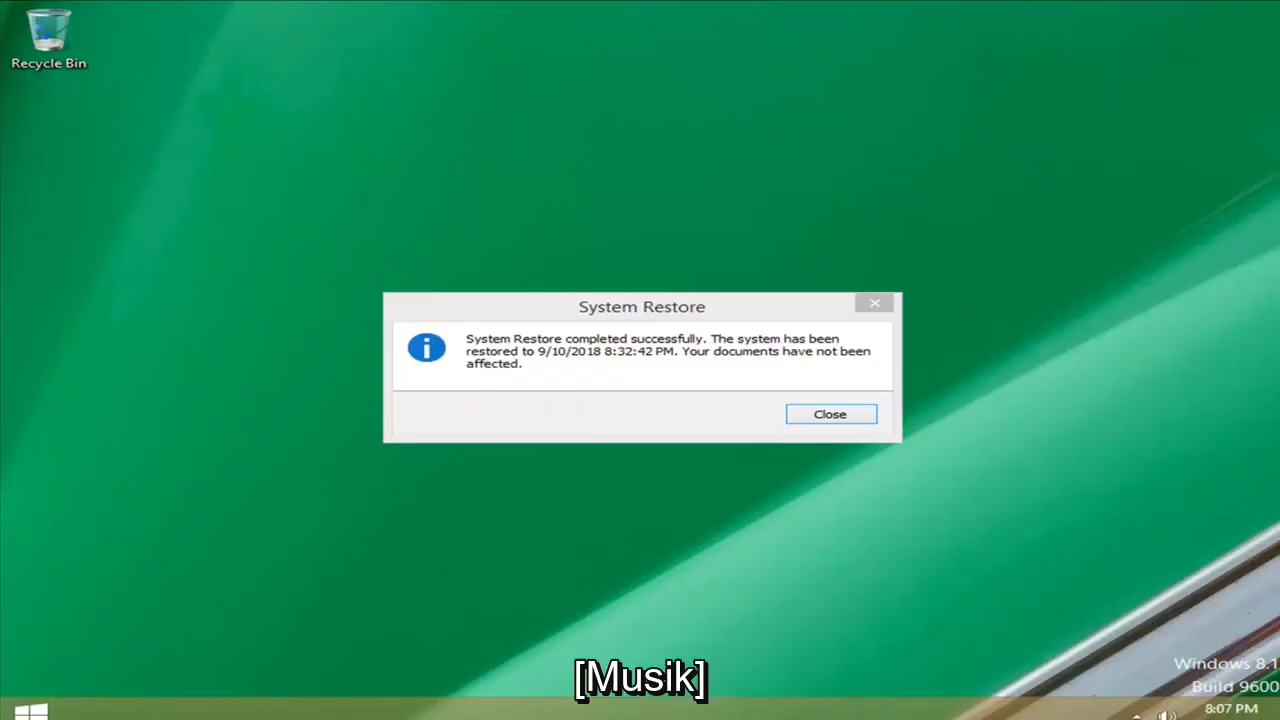 Recycle Bin
System Restore
System Restore completed successfully. The system has been
restored to 9/10/2018 8:32:42 PM. Your documents have not been
affected.
Close
[Musik]
Windows 8.1
Build 9600
8:07 PM